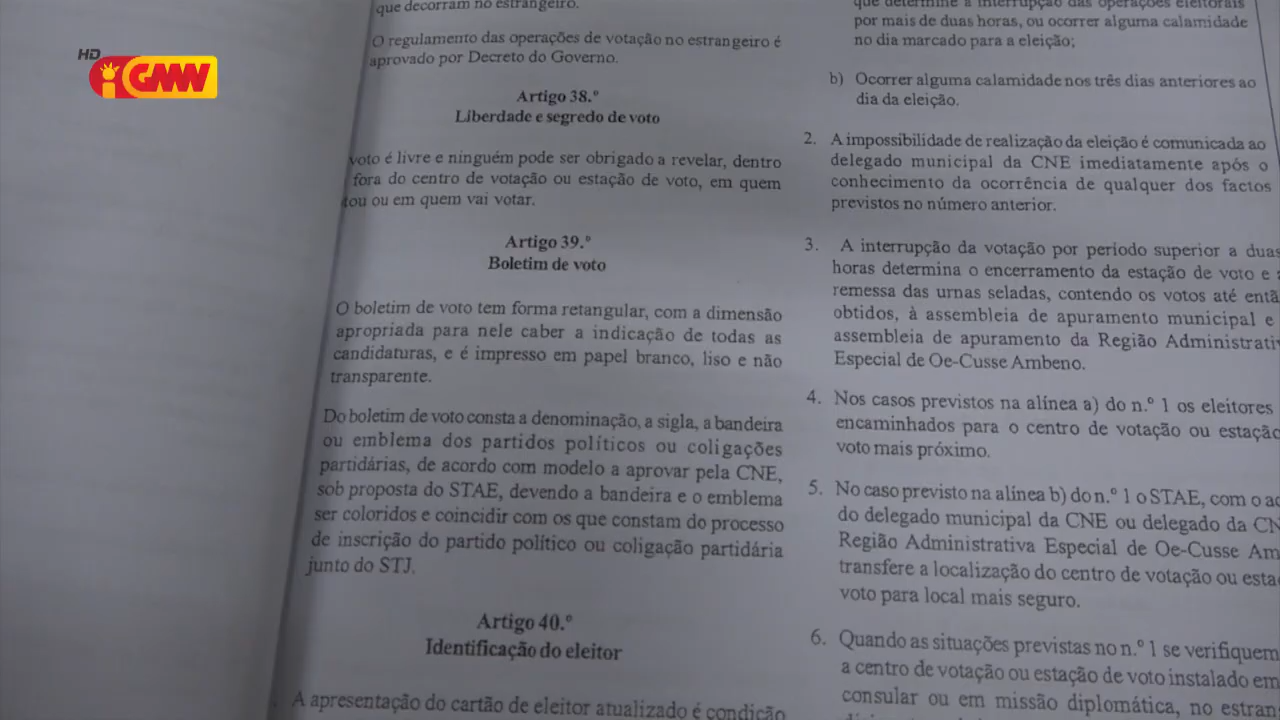 HD
GMN
que decorram no estrangeiro.
O regulamento das operações de votação no estrangeiro é
aprovado por Decreto do Governo.
Artigo 38.º
Liberdade e segredo de voto
voto é livre e ninguém pode ser obrigado a revelar, dentro
fora do centro de votação ou estação de voto, em quem
tou ou em quem vai votar.
Artigo 39.º
Boletim de voto
O boletim de voto tem forma retangular, com a dimensão
apropriada para nele caber a indicação de todas as
candidaturas, e é impresso em papel branco, liso e não
transparente.
Do boletim de voto consta a denominação, a sigla, a bandeira
ou emblema dos partidos políticos ou coligações
partidárias, de acordo com modelo a aprovar pela CNE,
sob proposta do STAE, devendo a bandeira e o emblema
ser coloridos e coincidir com os que constam do processo
de inscrição do partido político ou coligação partidária
junto do STJ.
Artigo 40.º
Identificação do eleitor
A apresentação do cartão de eleitor atualizado é condição
que determine a interrupção das operações eleitorais
por mais de duas horas, ou ocorrer alguma calamidade
no dia marcado para a eleição;
b) Ocorrer alguma calamidade nos três dias anteriores ao
dia da eleição.
2. A impossibilidade de realização da eleição é comunicada ao
delegado municipal da CNE imediatamente após o
conhecimento da ocorrência de qualquer dos factos
previstos no número anterior.
3. A interrupção da votação por período superior a duas
horas determina o encerramento da estação de voto e a
remessa das urnas seladas, contendo os votos até entã
obtidos, à assembleia de apuramento municipal e
assembleia de apuramento da Região Administrativ
Especial de Oe-Cusse Ambeno.
4. Nos casos previstos na alínea a) do n.º 1 os eleitores
encaminhados para o centro de votação ou estação
voto mais próximo.
5. No caso previsto na alínea b) do n.º 1 o STAE, com o ac
do delegado municipal da CNE ou delegado da CN
Região Administrativa Especial de Oe-Cusse Am
transfere a localização do centro de votação ou esta
voto para local mais seguro.
6. Quando as situações previstas no n.º 1 se verifiquem
a centro de votação ou estação de voto instalado em
consular ou em missão diplomática, no estran